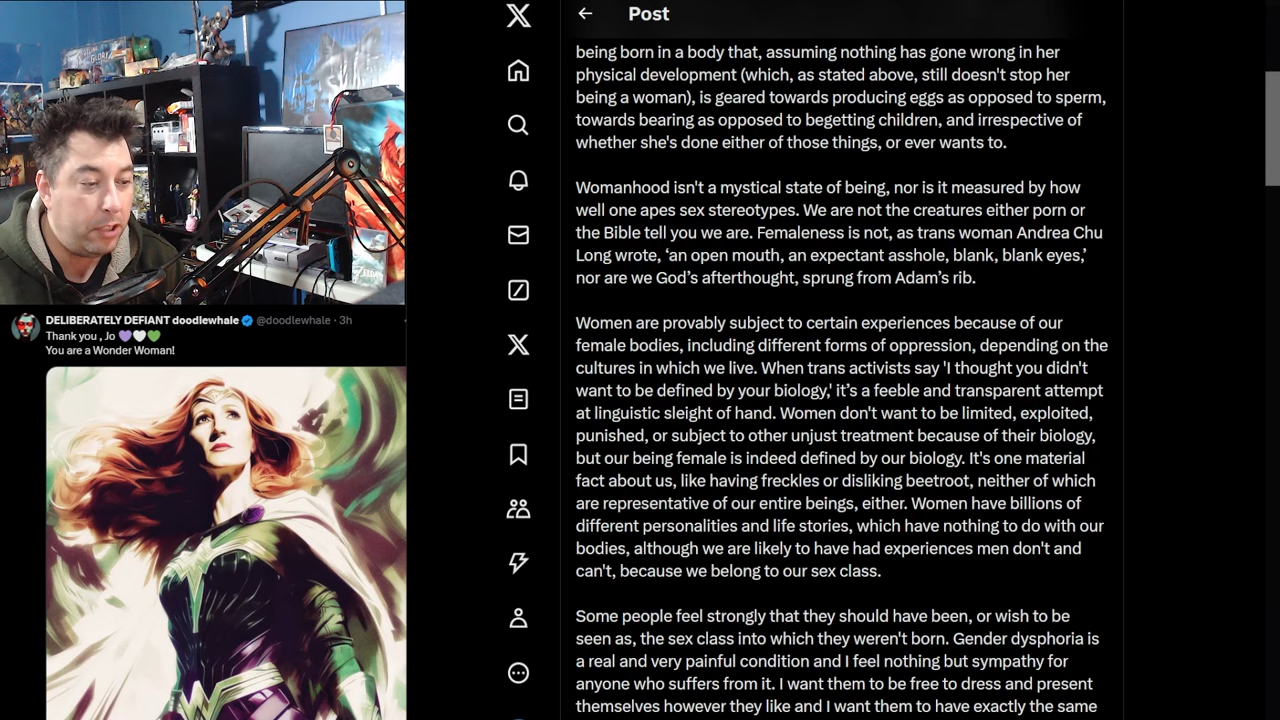 DELIBERATELY DEFIANT doodlewhale @doodlewhale · 3h
Thank you , Jo 💜🤍💚
You are a Wonder Woman!
Post
being born in a body that, assuming nothing has gone wrong in her
physical development (which, as stated above, still doesn't stop her
being a woman), is geared towards producing eggs as opposed to sperm,
towards bearing as opposed to begetting children, and irrespective of
whether she's done either of those things, or ever wants to.
Womanhood isn't a mystical state of being, nor is it measured by how
well one apes sex stereotypes. We are not the creatures either porn or
the Bible tell you we are. Femaleness is not, as trans woman Andrea Chu
Long wrote, ‘an open mouth, an expectant asshole, blank, blank eyes,’
nor are we God’s afterthought, sprung from Adam’s rib.
Women are provably subject to certain experiences because of our
female bodies, including different forms of oppression, depending on the
cultures in which we live. When trans activists say 'I thought you didn't
want to be defined by your biology,' it’s a feeble and transparent attempt
at linguistic sleight of hand. Women don't want to be limited, exploited,
punished, or subject to other unjust treatment because of their biology,
but our being female is indeed defined by our biology. It's one material
fact about us, like having freckles or disliking beetroot, neither of which
are representative of our entire beings, either. Women have billions of
different personalities and life stories, which have nothing to do with our
bodies, although we are likely to have had experiences men don't and
can't, because we belong to our sex class.
Some people feel strongly that they should have been, or wish to be
seen as, the sex class into which they weren't born. Gender dysphoria is
a real and very painful condition and I feel nothing but sympathy for
anyone who suffers from it. I want them to be free to dress and present
themselves however they like and I want them to have exactly the same